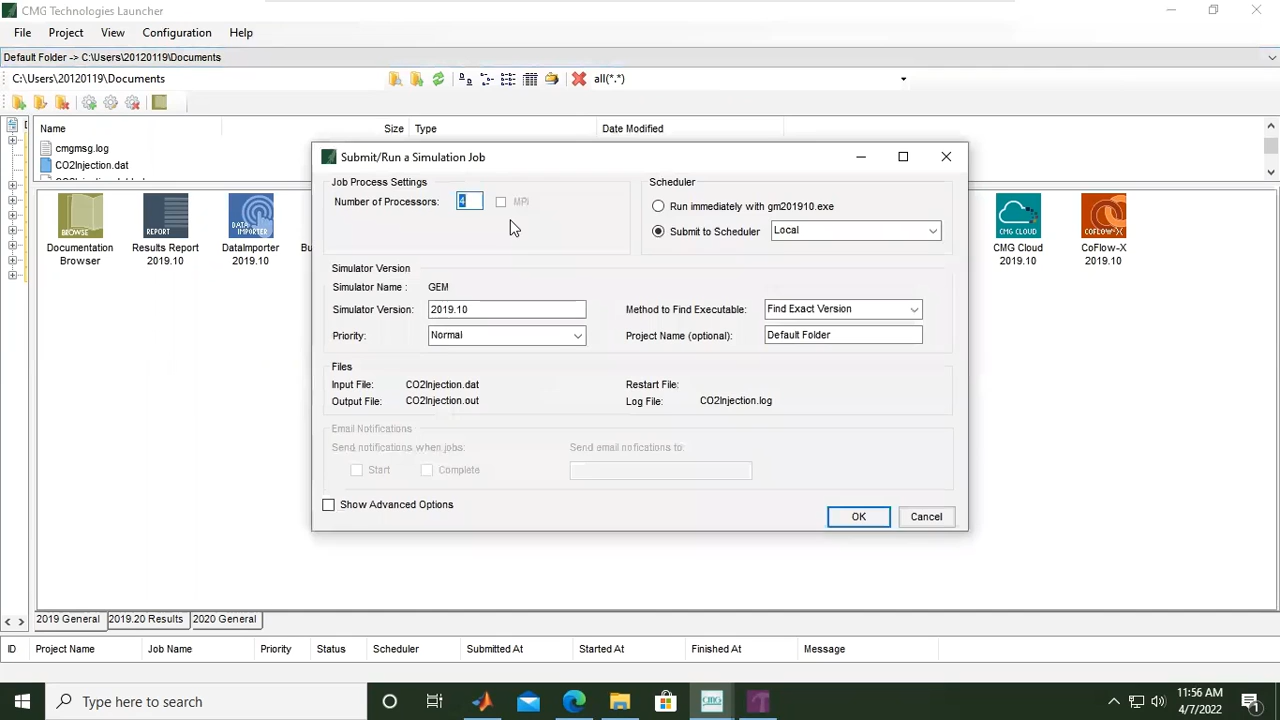 CMG Technologies Launcher
File Project View Configuration Help
Default Folder -> C:\Users\20120119\Documents
C:\Users\20120119\Documents all(*.*)
Name Size Type Date Modified
cmgmsg.log
CO2Injection.dat
Submit/Run a Simulation Job
Job Process Settings Scheduler
Number of Processors: 4 MPI Run immediately with gm201910.exe
Submit to Scheduler Local
Documentation Browser
Results Report 2019.10
DataImporter 2019.10
CMG Cloud 2019.10
CoFlow-X 2019.10
Simulator Version
Simulator Name : GEM
Simulator Version: 2019.10 Method to Find Executable: Find Exact Version
Priority: Normal Project Name (optional): Default Folder
Files
Input File: CO2Injection.dat Restart File:
Output File: CO2Injection.out Log File: CO2Injection.log
Email Notifications
Send notifications when jobs: Send email nofications to:
Start Complete
Show Advanced Options
OK Cancel
2019 General 2019.20 Results 2020 General
ID Project Name Job Name Priority Status Scheduler Submitted At Started At Finished At Message
Type here to search
CMG
11:56 AM
4/7/2022
1